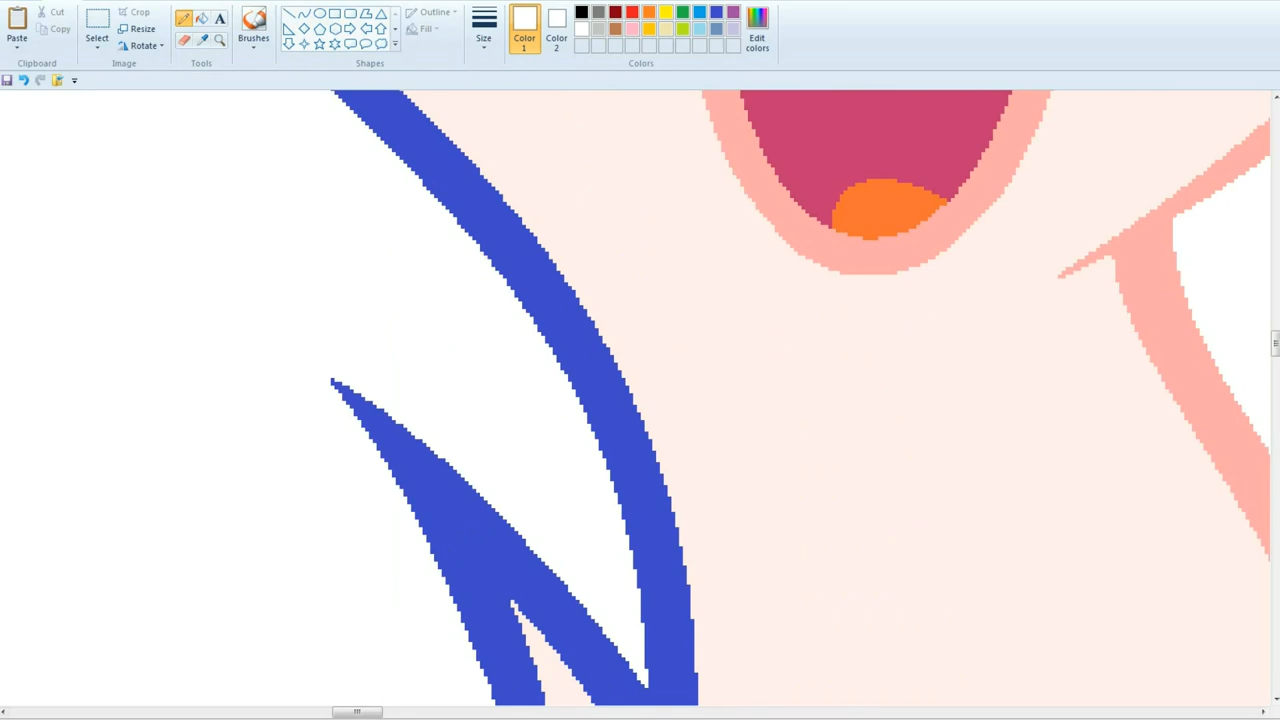 Paste
Cut
Copy
Clipboard
Select
Crop
Resize
Rotate
Image
A
Tools
Brushes
Outline
Fill
Shapes
Size
Color
1
Color
2
Edit
colors
Colors